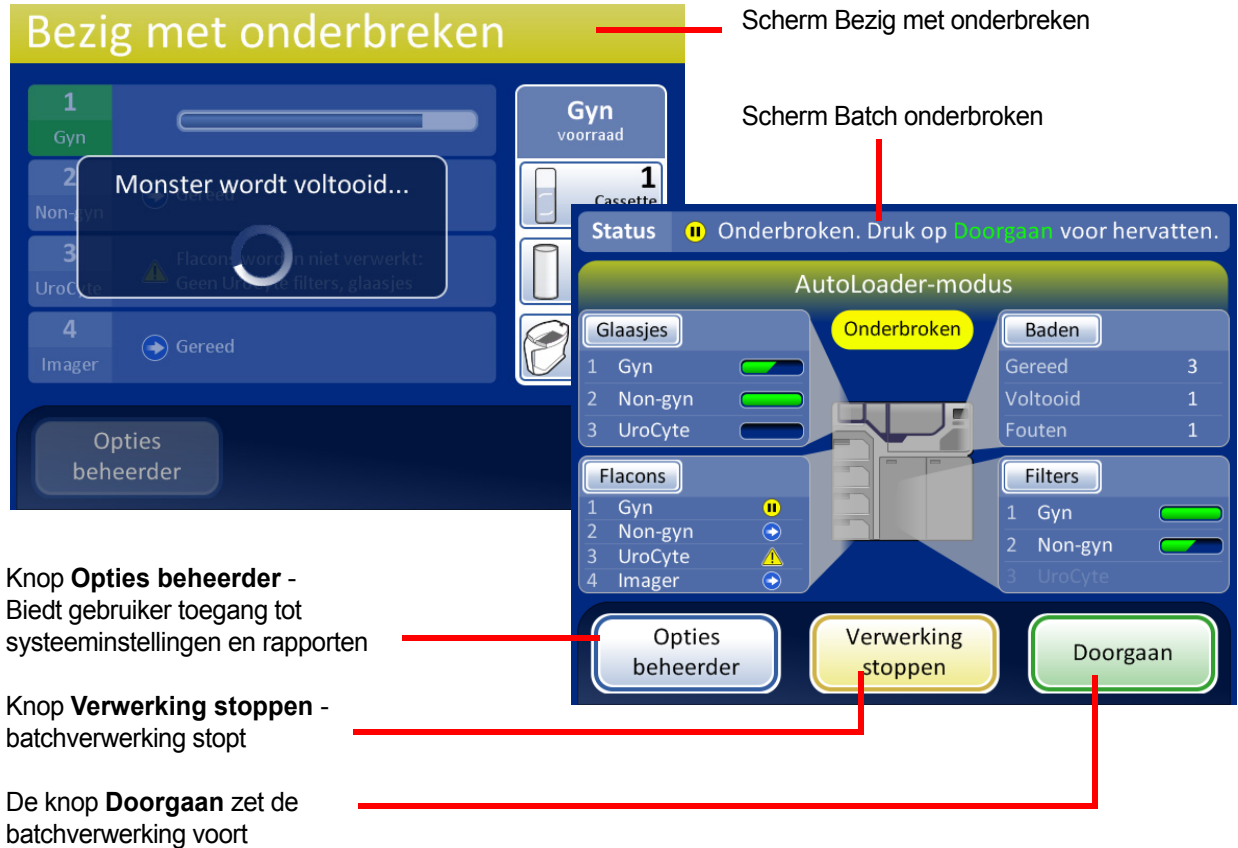 Bezig met onderbreken
Scherm Bezig met onderbreken
1
Gyn
2
Non-gyn
Gereed
3
UroCyte
Flacons worden niet verwerkt:
Geen UroCyte filters, glaasjes
4
Imager
Gereed
Monster wordt voltooid...
Gyn
voorraad
1
Cassette
Opties
beheerder
Scherm Batch onderbroken
Status Onderbroken. Druk op Doorgaan voor hervatten.
AutoLoader-modus
Glaasjes
1 Gyn
2 Non-gyn
3 UroCyte
Onderbroken
Baden
Gereed 3
Voltooid 1
Fouten 1
Flacons
1 Gyn
2 Non-gyn
3 UroCyte
4 Imager
Filters
1 Gyn
2 Non-gyn
3 UroCyte
Opties
beheerder
Verwerking
stoppen
Doorgaan
Knop Opties beheerder -
Biedt gebruiker toegang tot
systeeminstellingen en rapporten
Knop Verwerking stoppen -
batchverwerking stopt
De knop Doorgaan zet de
batchverwerking voort